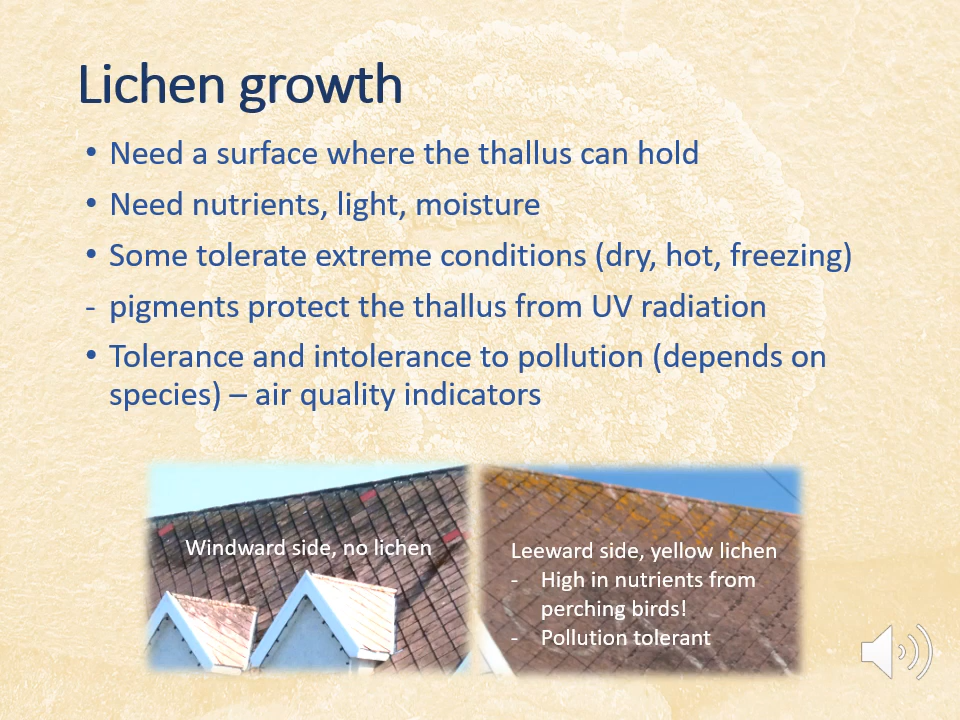 Lichen growth
• Need a surface where the thallus can hold
• Need nutrients, light, moisture
• Some tolerate extreme conditions (dry, hot, freezing)
- pigments protect the thallus from UV radiation
• Tolerance and intolerance to pollution (depends on
species) – air quality indicators
Windward side, no lichen
Leeward side, yellow lichen
- High in nutrients from
perching birds!
- Pollution tolerant